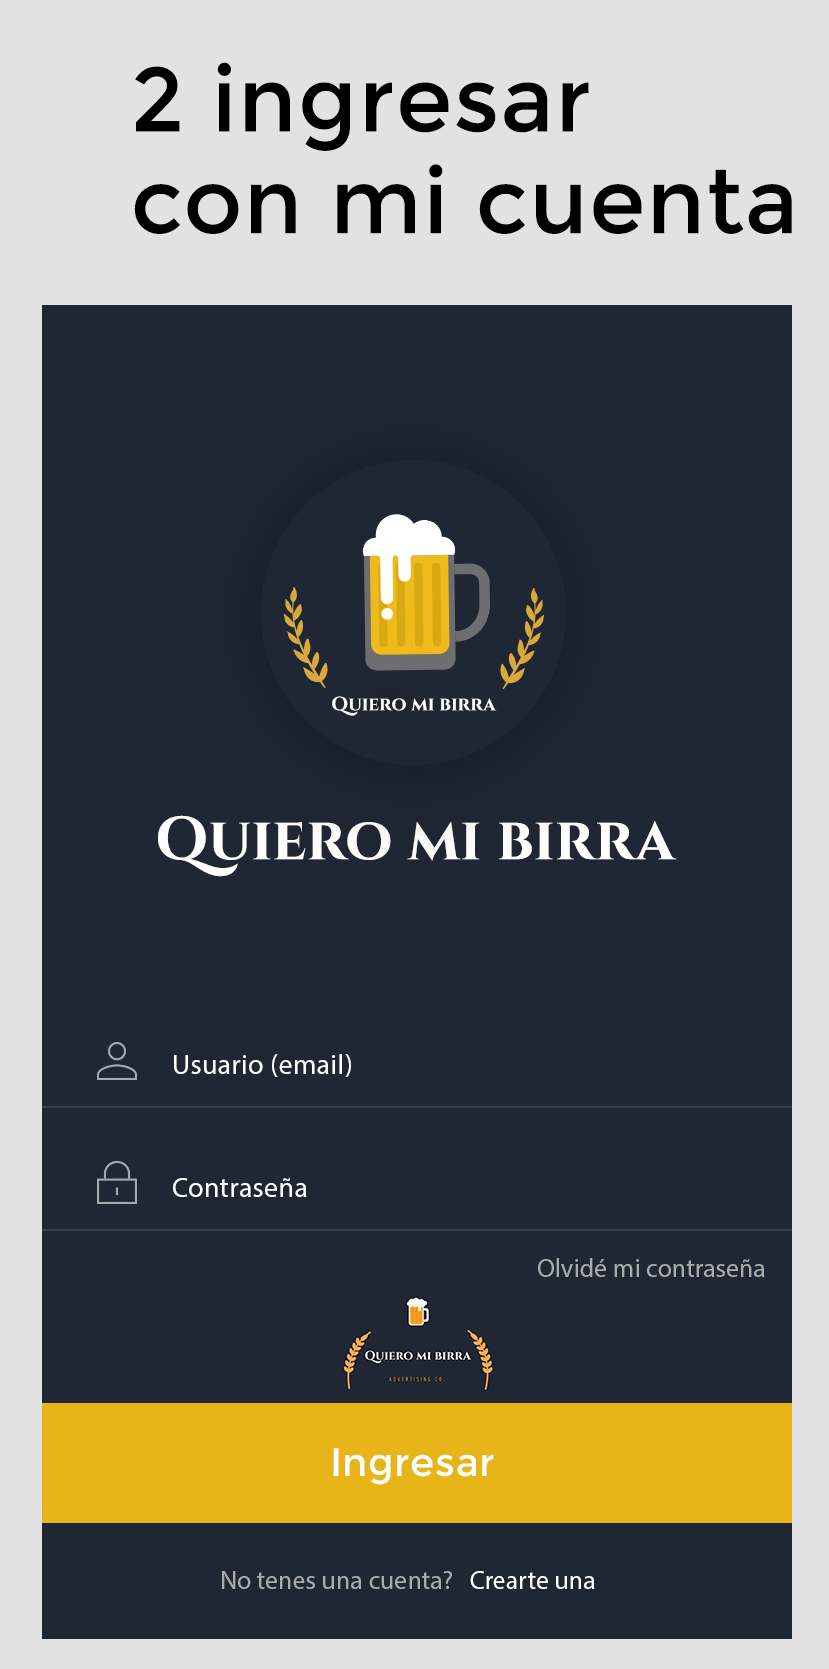 2 ingresar
con mi cuenta
Quiero mi birra
Quiero mi birra
Usuario (email)
Contraseña
Olvidé mi contraseña
Quiero mi birra
ADVERTISING CO.
Ingresar
No tenes una cuenta? Crearte una